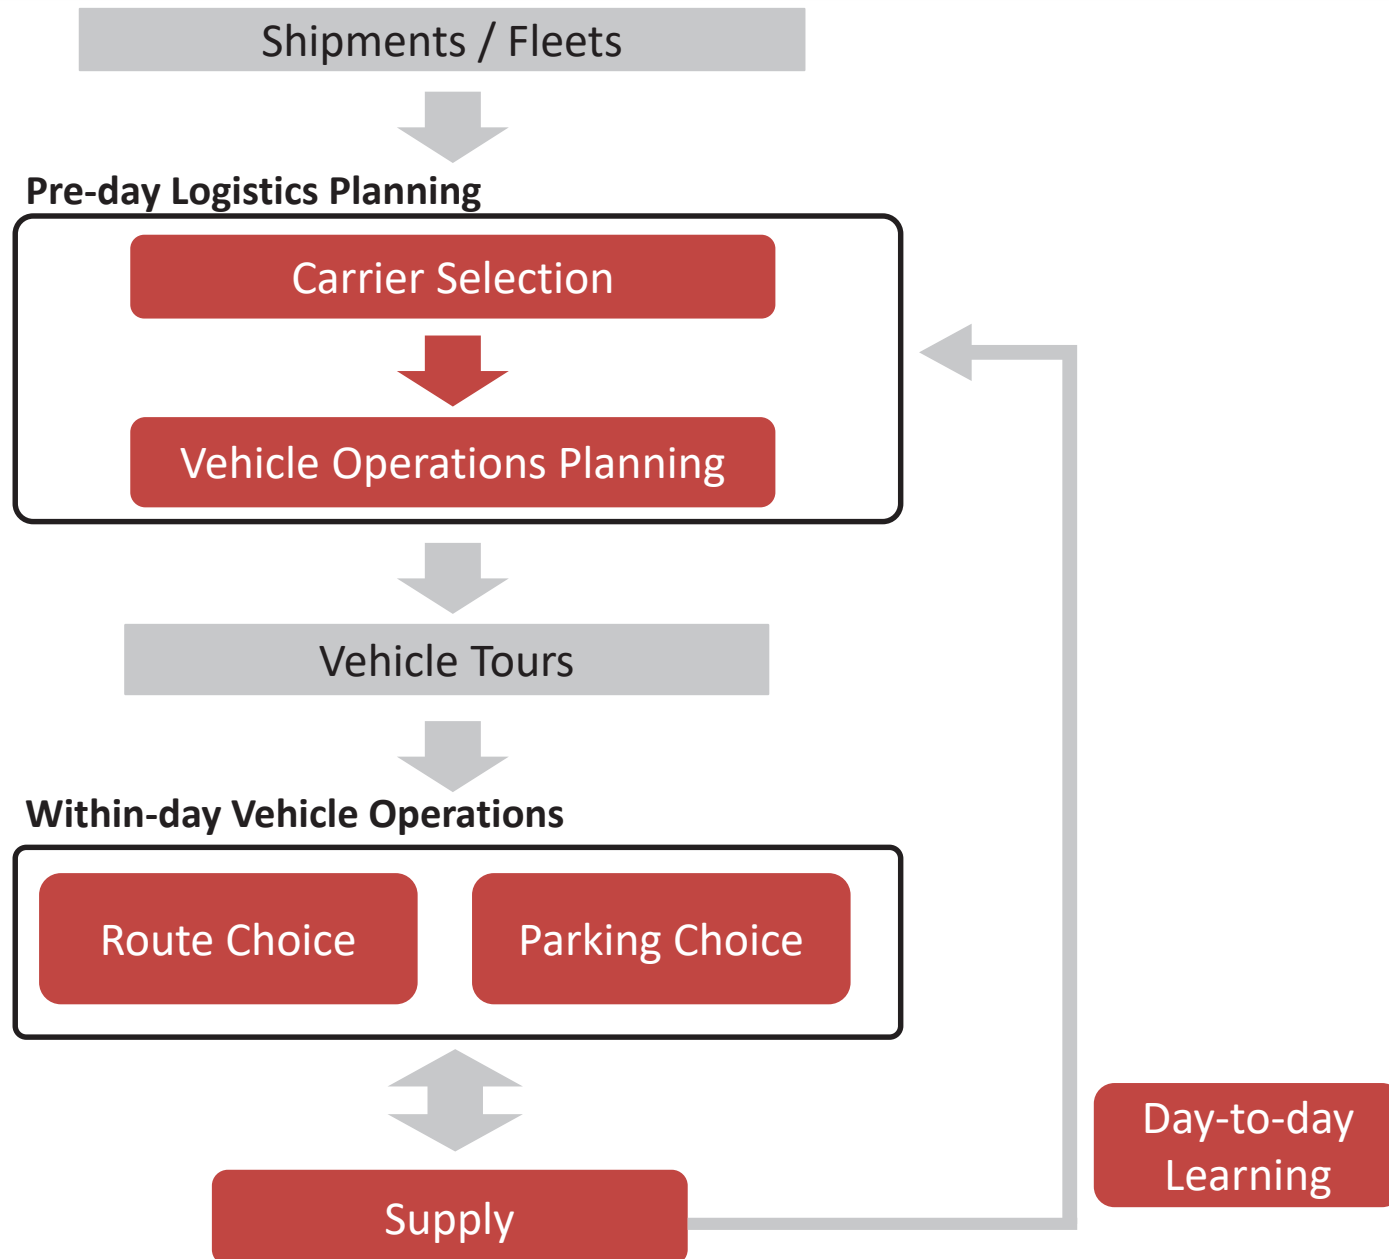 Shipments / Fleets
Pre-day Logistics Planning
Carrier Selection
Vehicle Operations Planning
Vehicle Tours
Within-day Vehicle Operations
Route Choice
Parking Choice
Day-to-day
Learning
Supply